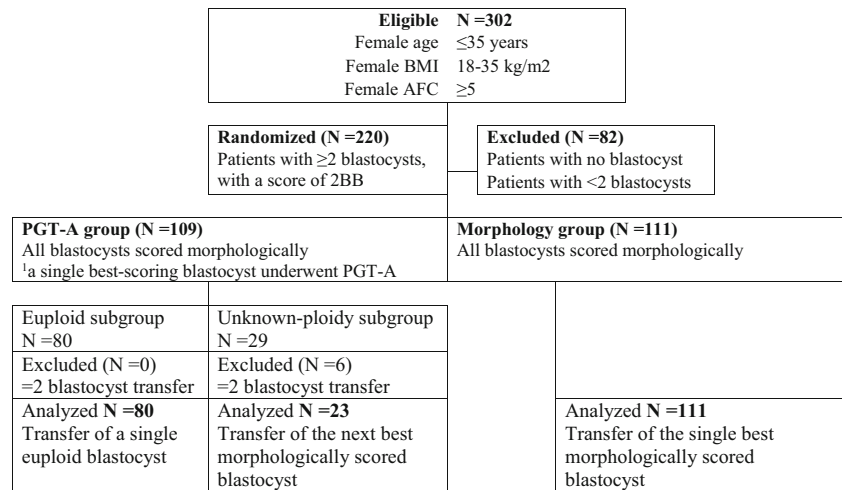 Eligible N =302
Female age ≤35 years
Female BMI 18-35 kg/m2
Female AFC ≥5
Randomized (N =220)
Patients with ≥2 blastocysts,
with a score of 2BB
Excluded (N =82)
Patients with no blastocyst
Patients with <2 blastocysts
PGT-A group (N =109)
All blastocysts scored morphologically
¹a single best-scoring blastocyst underwent PGT-A
Morphology group (N =111)
All blastocysts scored morphologically
Euploid subgroup
N =80
Unknown-ploidy subgroup
N =29
Excluded (N =0)
=2 blastocyst transfer
Excluded (N =6)
=2 blastocyst transfer
Analyzed N =80
Transfer of a single
euploid blastocyst
Analyzed N =23
Transfer of the next best
morphologically scored
blastocyst
Analyzed N =111
Transfer of the single best
morphologically scored
blastocyst